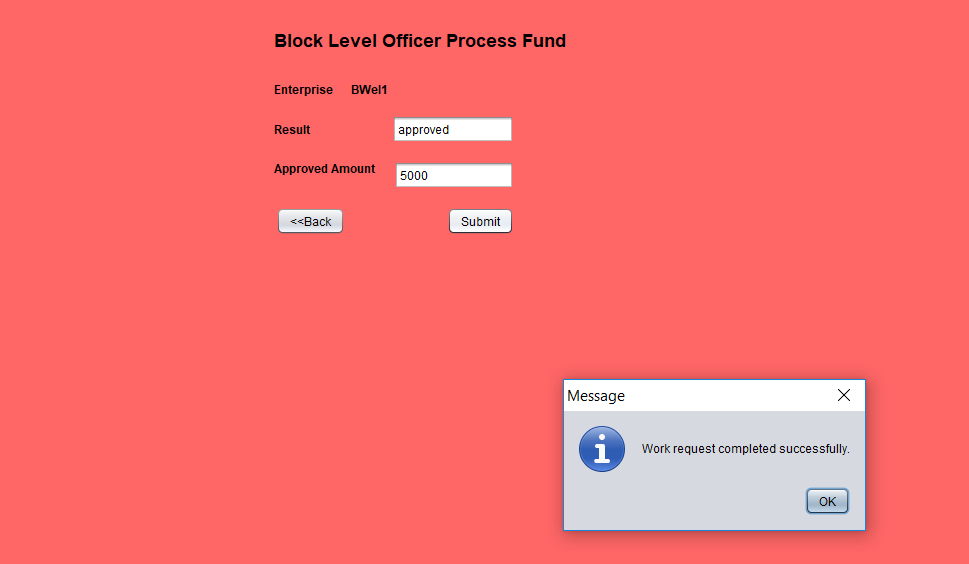 Block Level Officer Process Fund
Enterprise BWel1
Result approved
Approved Amount 5000
<<Back Submit
Message
Work request completed successfully.
OK